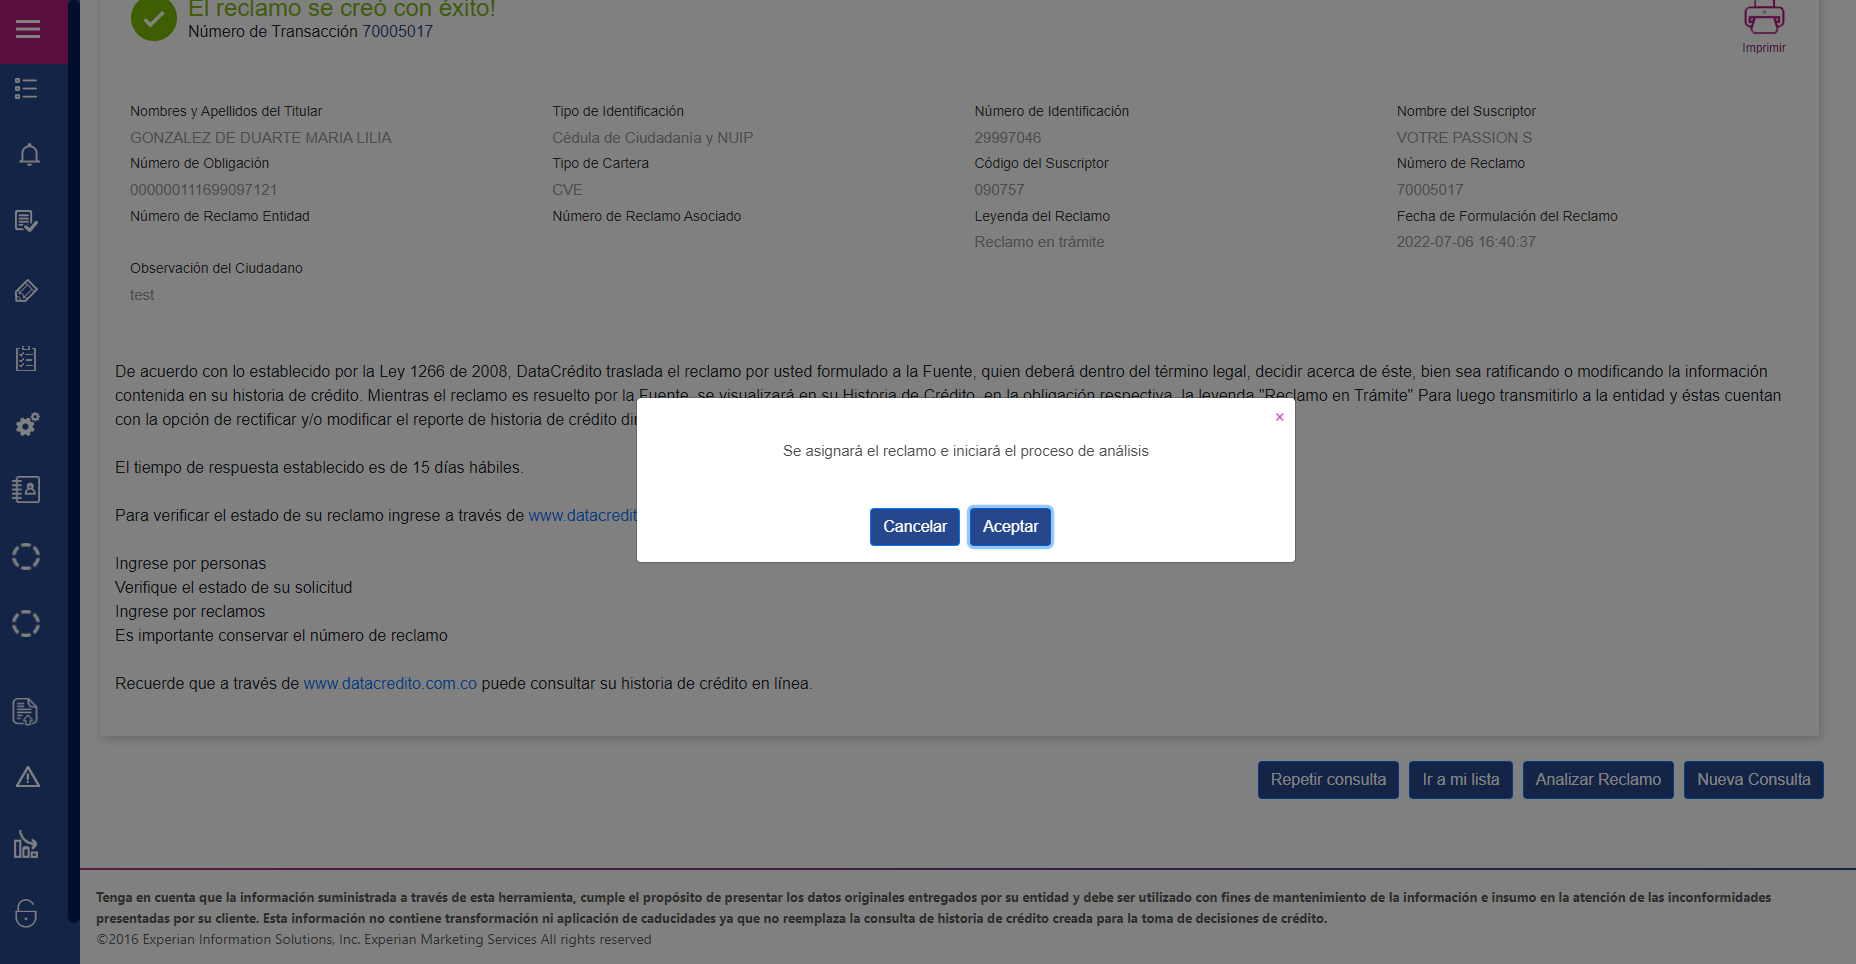 El reclamo se creó con éxito!
Número de Transacción 70005017
Imprimir
Nombres y Apellidos del Titular
Tipo de Identificación
Número de Identificación
Nombre del Suscriptor
GONZALEZ DE DUARTE MARIA LILIA
Cédula de Ciudadanía y NUIP
29997046
VOTRE PASSION S
Número de Obligación
Tipo de Cartera
Código del Suscriptor
Número de Reclamo
000000111699097121
CVE
090757
70005017
Número de Reclamo Entidad
Número de Reclamo Asociado
Leyenda del Reclamo
Fecha de Formulación del Reclamo
Reclamo en trámite
2022-07-06 16:40:37
Observación del Ciudadano
test
De acuerdo con lo establecido por la Ley 1266 de 2008, DataCrédito traslada el reclamo por usted formulado a la Fuente, quien deberá dentro del término legal, decidir acerca de éste, bien sea ratificando o modificando la información
contenida en su historia de crédito. Mientras el reclamo es resuelto por la Fuente, se visualizará en su Historia de Crédito, en la obligación respectiva, la leyenda "Reclamo en Trámite" Para luego transmitirlo a la entidad y éstas cuentan
con la opción de rectificar y/o modificar el reporte de historia de crédito
El tiempo de respuesta establecido es de 15 días hábiles.
Para verificar el estado de su reclamo ingrese a través de www.datacredit
Ingrese por personas
Verifique el estado de su solicitud
Ingrese por reclamos
Es importante conservar el número de reclamo
Recuerde que a través de www.datacredito.com.co puede consultar su historia de crédito en línea.
×
Se asignará el reclamo e iniciará el proceso de análisis
Cancelar
Aceptar
Repetir consulta
Ir a mi lista
Analizar Reclamo
Nueva Consulta
Tenga en cuenta que la información suministrada a través de esta herramienta, cumple el propósito de presentar los datos originales entregados por su entidad y debe ser utilizado con fines de mantenimiento de la información e insumo en la atención de las inconformidades
presentadas por su cliente. Esta información no contiene transformación ni aplicación de caducidades ya que no reemplaza la consulta de historia de crédito creada para la toma de decisiones de crédito.
©2016 Experian Information Solutions, Inc. Experian Marketing Services All rights reserved